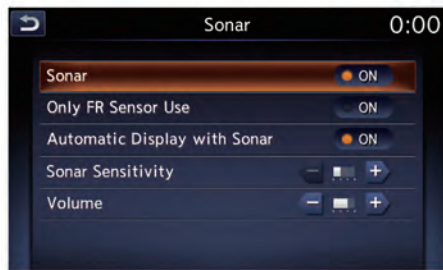 Sonar 0:00
Sonar ON
Only FR Sensor Use ON
Automatic Display with Sonar ON
Sonar Sensitivity - +
Volume - +